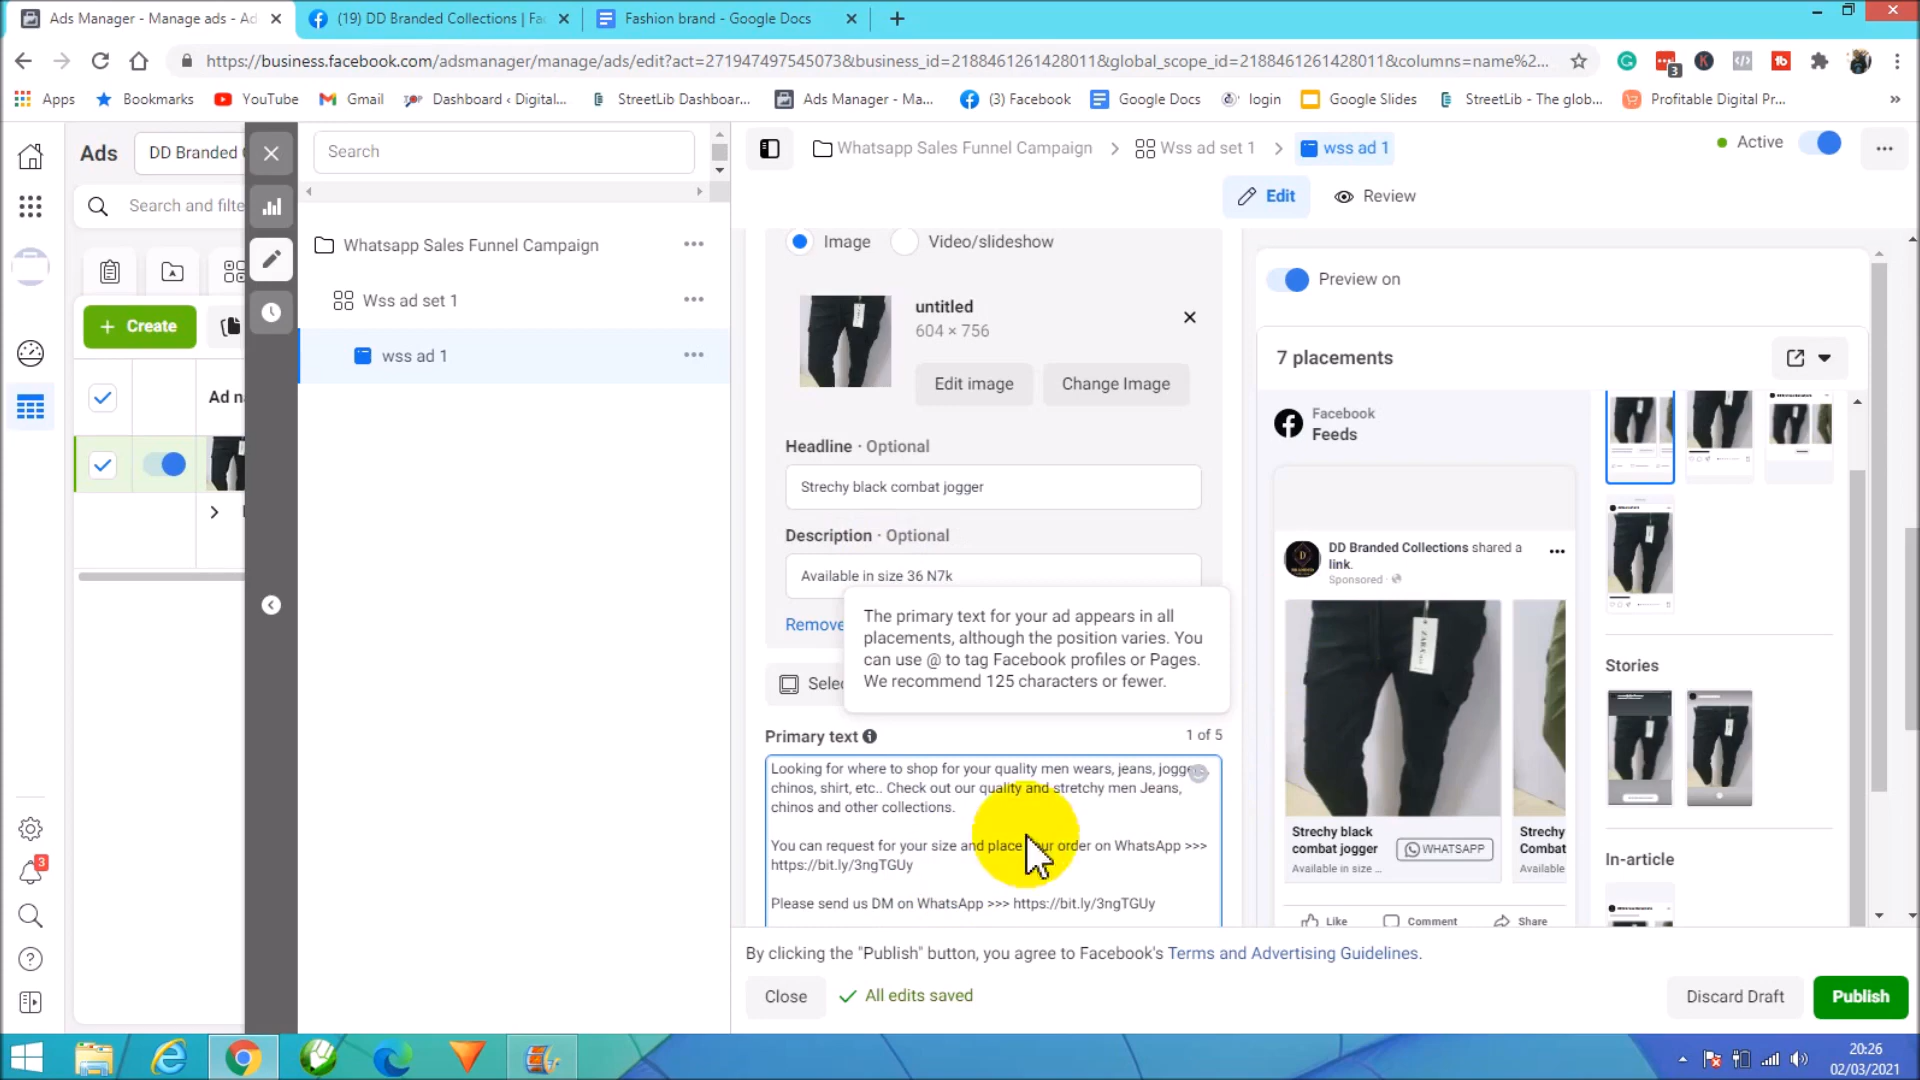 Ads Manager - Manage ads - Ad
(19) DD Branded Collections | Fa
Fashion brand - Google Docs
https://business.facebook.com/adsmanager/manage/ads/edit?act=271947497545073&business_id=2188461261428011&global_scope_id=2188461261428011&columns=name%2...
3
Apps
Bookmarks
YouTube
Gmail
Dashboard ‹ Digital...
StreetLib Dashboar...
Ads Manager - Ma...
(3) Facebook
Google Docs
login
Google Slides
StreetLib - The glob...
Profitable Digital Pr...
Ads
DD Branded C
Search and filte
Create
Ad n
Search
Whatsapp Sales Funnel Campaign
Wss ad set 1
wss ad 1
Whatsapp Sales Funnel Campaign
Wss ad set 1
wss ad 1
Active
Edit
Review
Image
Video/slideshow
untitled
604 × 756
Edit image
Change Image
Headline · Optional
Strechy black combat jogger
Description · Optional
Available in size 36 N7k
Remove
The primary text for your ad appears in all
placements, although the position varies. You
can use @ to tag Facebook profiles or Pages.
We recommend 125 characters or fewer.
Selec
Primary text
1 of 5
Looking for where to shop for your quality men wears, jeans, jogge
chinos, shirt, etc.. Check out our quality and stretchy men Jeans,
chinos and other collections.
You can request for your size and place your order on WhatsApp >>>
https://bit.ly/3ngTGUy
Please send us DM on WhatsApp >>> https://bit.ly/3ngTGUy
Preview on
7 placements
Facebook
Feeds
DD Branded Collections shared a
link.
Sponsored ·
ZARA
Strechy black
combat jogger
WHATSAPP
Available in size ...
Strechy
Combat
Available
Like
Comment
Share
Stories
In-article
By clicking the "Publish" button, you agree to Facebook's Terms and Advertising Guidelines.
Close
All edits saved
Discard Draft
Publish
3
20:26
02/03/2021